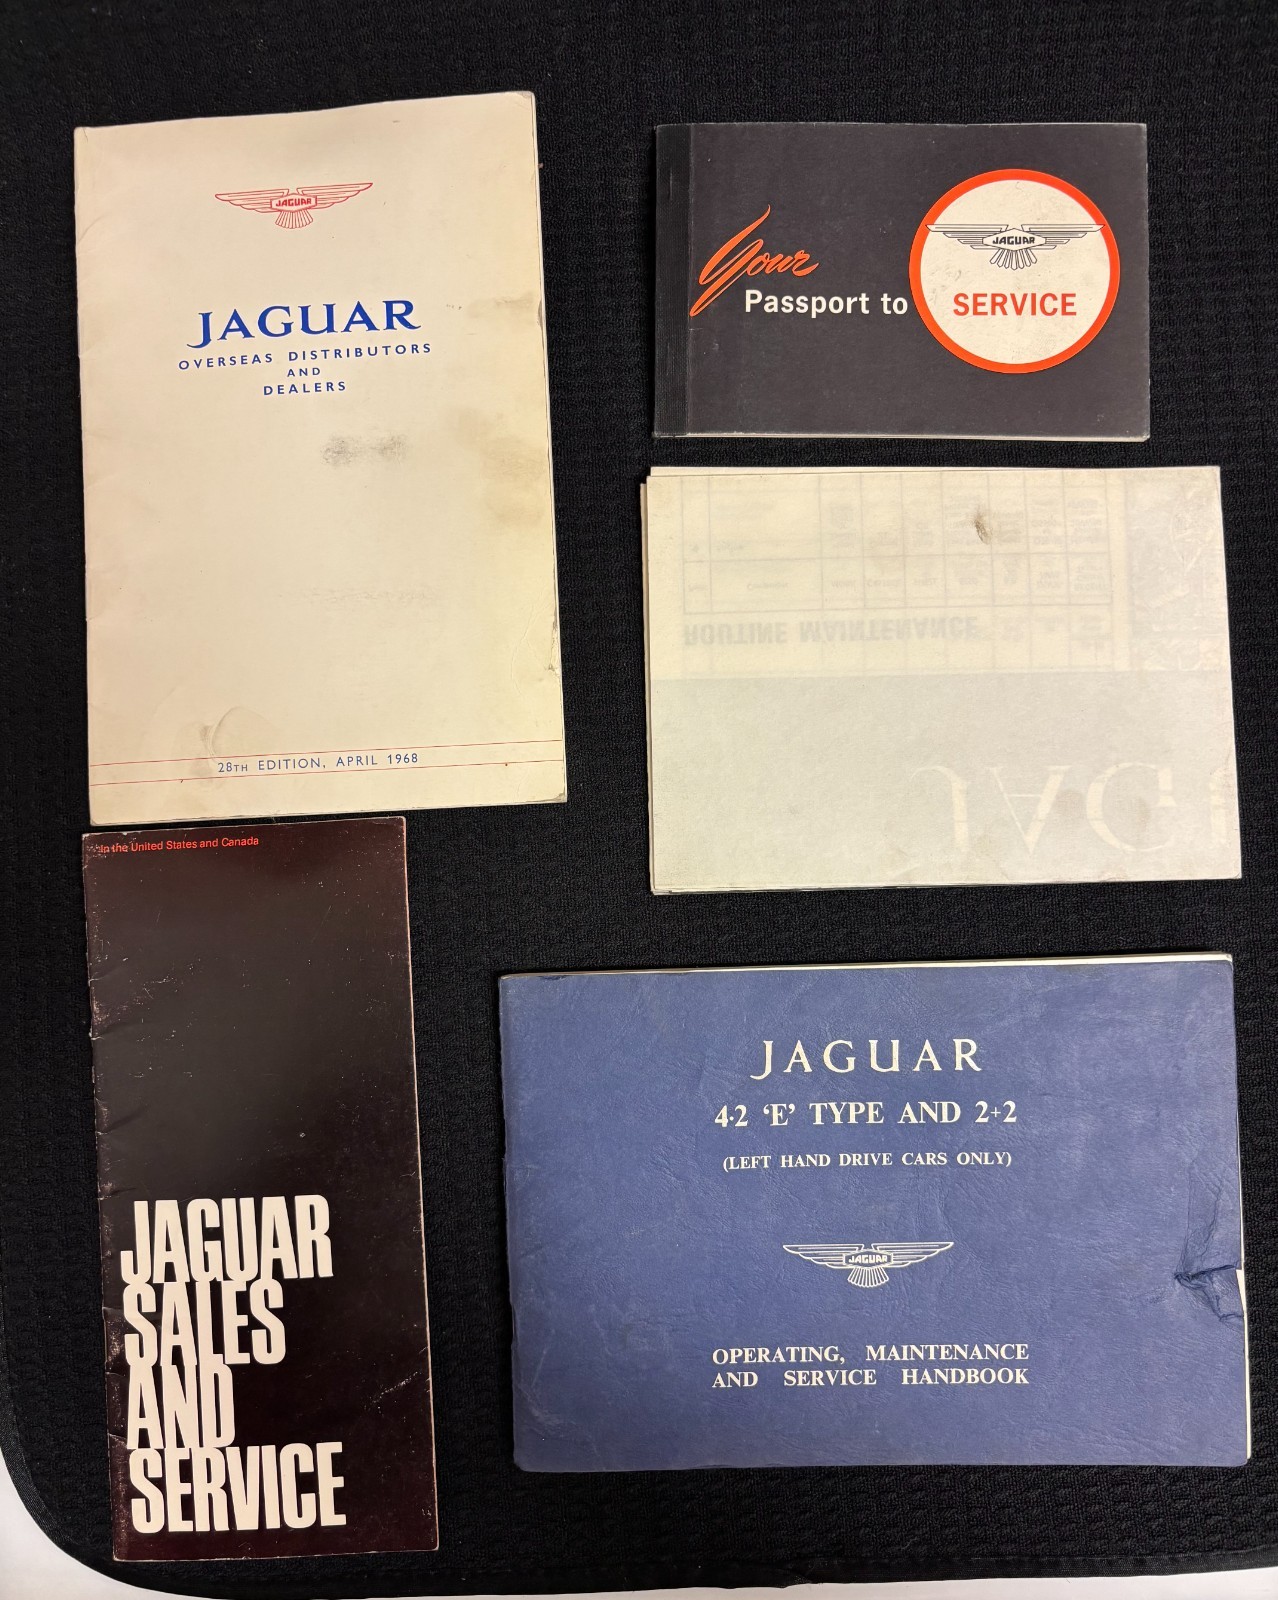 JAGUAR
JAGUAR
OVERSEAS DISTRIBUTORS
AND
DEALERS
28TH EDITION, APRIL 1968
Your
Passport to
JAGUAR
SERVICE
ROUTINE MAINTENANCE
JAG
In the United States and Canada
JAGUAR
SALES
AND
SERVICE
JAGUAR
4·2 ‘E’ TYPE AND 2+2
(LEFT HAND DRIVE CARS ONLY)
JAGUAR
OPERATING, MAINTENANCE
AND SERVICE HANDBOOK